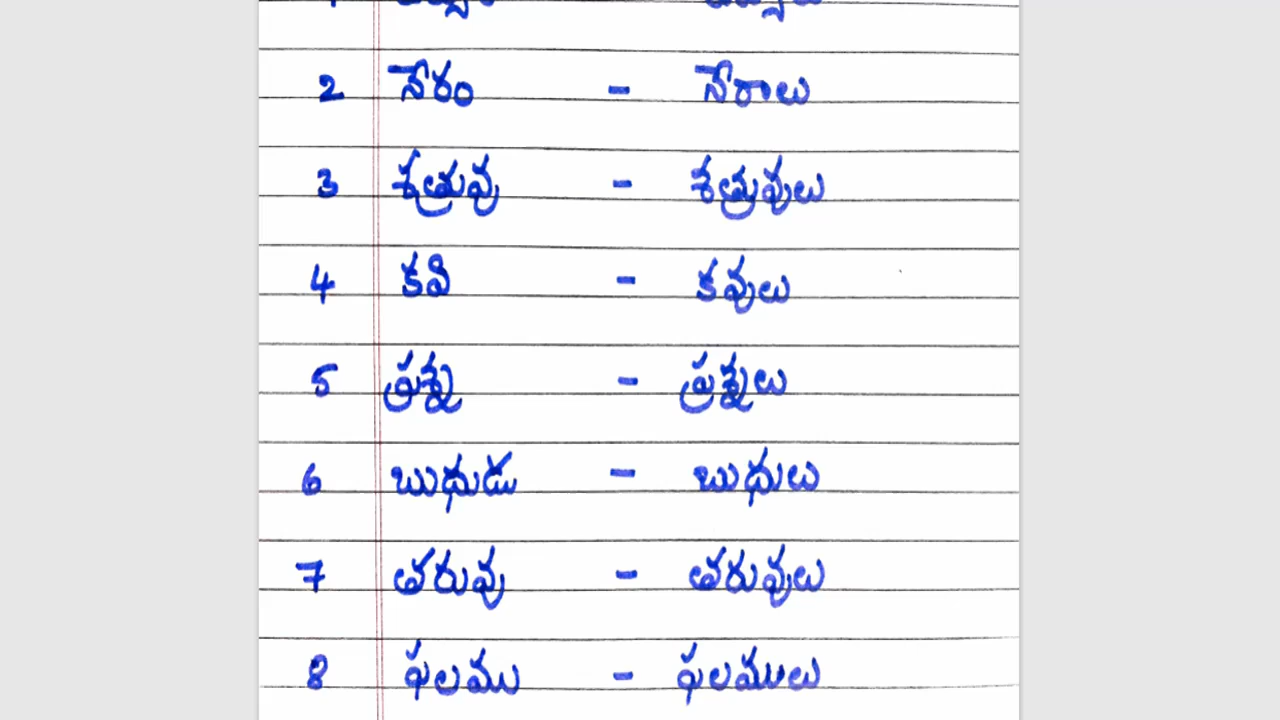 2 నేరం - నేరాలు
3 శత్రువు - శత్రువులు
4 కవి - కవులు
5 ప్రశ్న - ప్రశ్నలు
6 బుధుడు - బుధులు
7 తరువు - తరువులు
8 ఫలము - ఫలములు